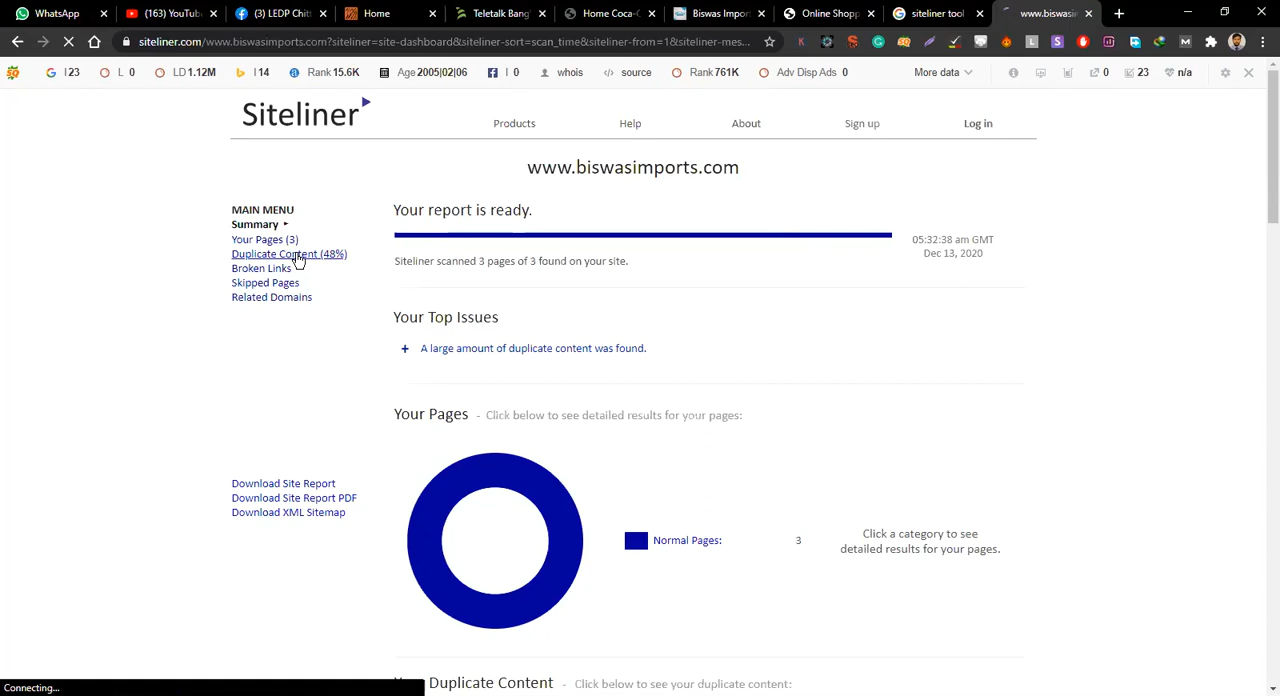 WhatsApp
(163) YouTub
(3) LEDP Chitt
Home
Teletalk Bang
Home Coca-C
Biswas Impor
Online Shopp
siteliner tool
www.biswasi
siteliner.com/www.biswasimports.com?siteliner=site-dashboard&siteliner-sort=scan_time&siteliner-from=1&siteliner-mes...
I 23
L 0
LD 1.12M
I 14
Rank 15.6K
Age 2005|02|06
I 0
whois
source
Rank 761K
Adv Disp Ads 0
More data
0
23
n/a
Siteliner
Products
Help
About
Sign up
Log in
www.biswasimports.com
MAIN MENU
Summary
Your Pages (3)
Duplicate Content (48%)
Broken Links
Skipped Pages
Related Domains
Your report is ready.
05:32:38 am GMT
Dec 13, 2020
Siteliner scanned 3 pages of 3 found on your site.
Your Top Issues
+ A large amount of duplicate content was found.
Your Pages - Click below to see detailed results for your pages:
Download Site Report
Download Site Report PDF
Download XML Sitemap
Normal Pages: 3
Click a category to see
detailed results for your pages.
Duplicate Content - Click below to see your duplicate content:
Connecting...